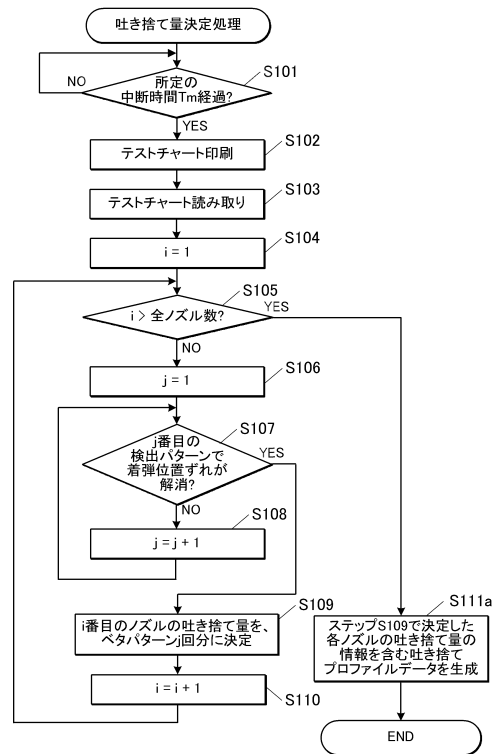 吐き捨て量決定処理
S101
所定の
中断時間Tm経過?
NO
YES
S102
テストチャート印刷
S103
テストチャート読み取り
S104
i = 1
S105
i > 全ノズル数?
YES
NO
S106
j = 1
S107
j番目の
検出パターンで
着弾位置ずれが
解消?
YES
NO
S108
j = j + 1
S109
i番目のノズルの吐き捨て量を、
ベタパターンj回分に決定
S110
i = i + 1
S111a
ステップS109で決定した
各ノズルの吐き捨て量の
情報を含む吐き捨て
プロファイルデータを生成
END